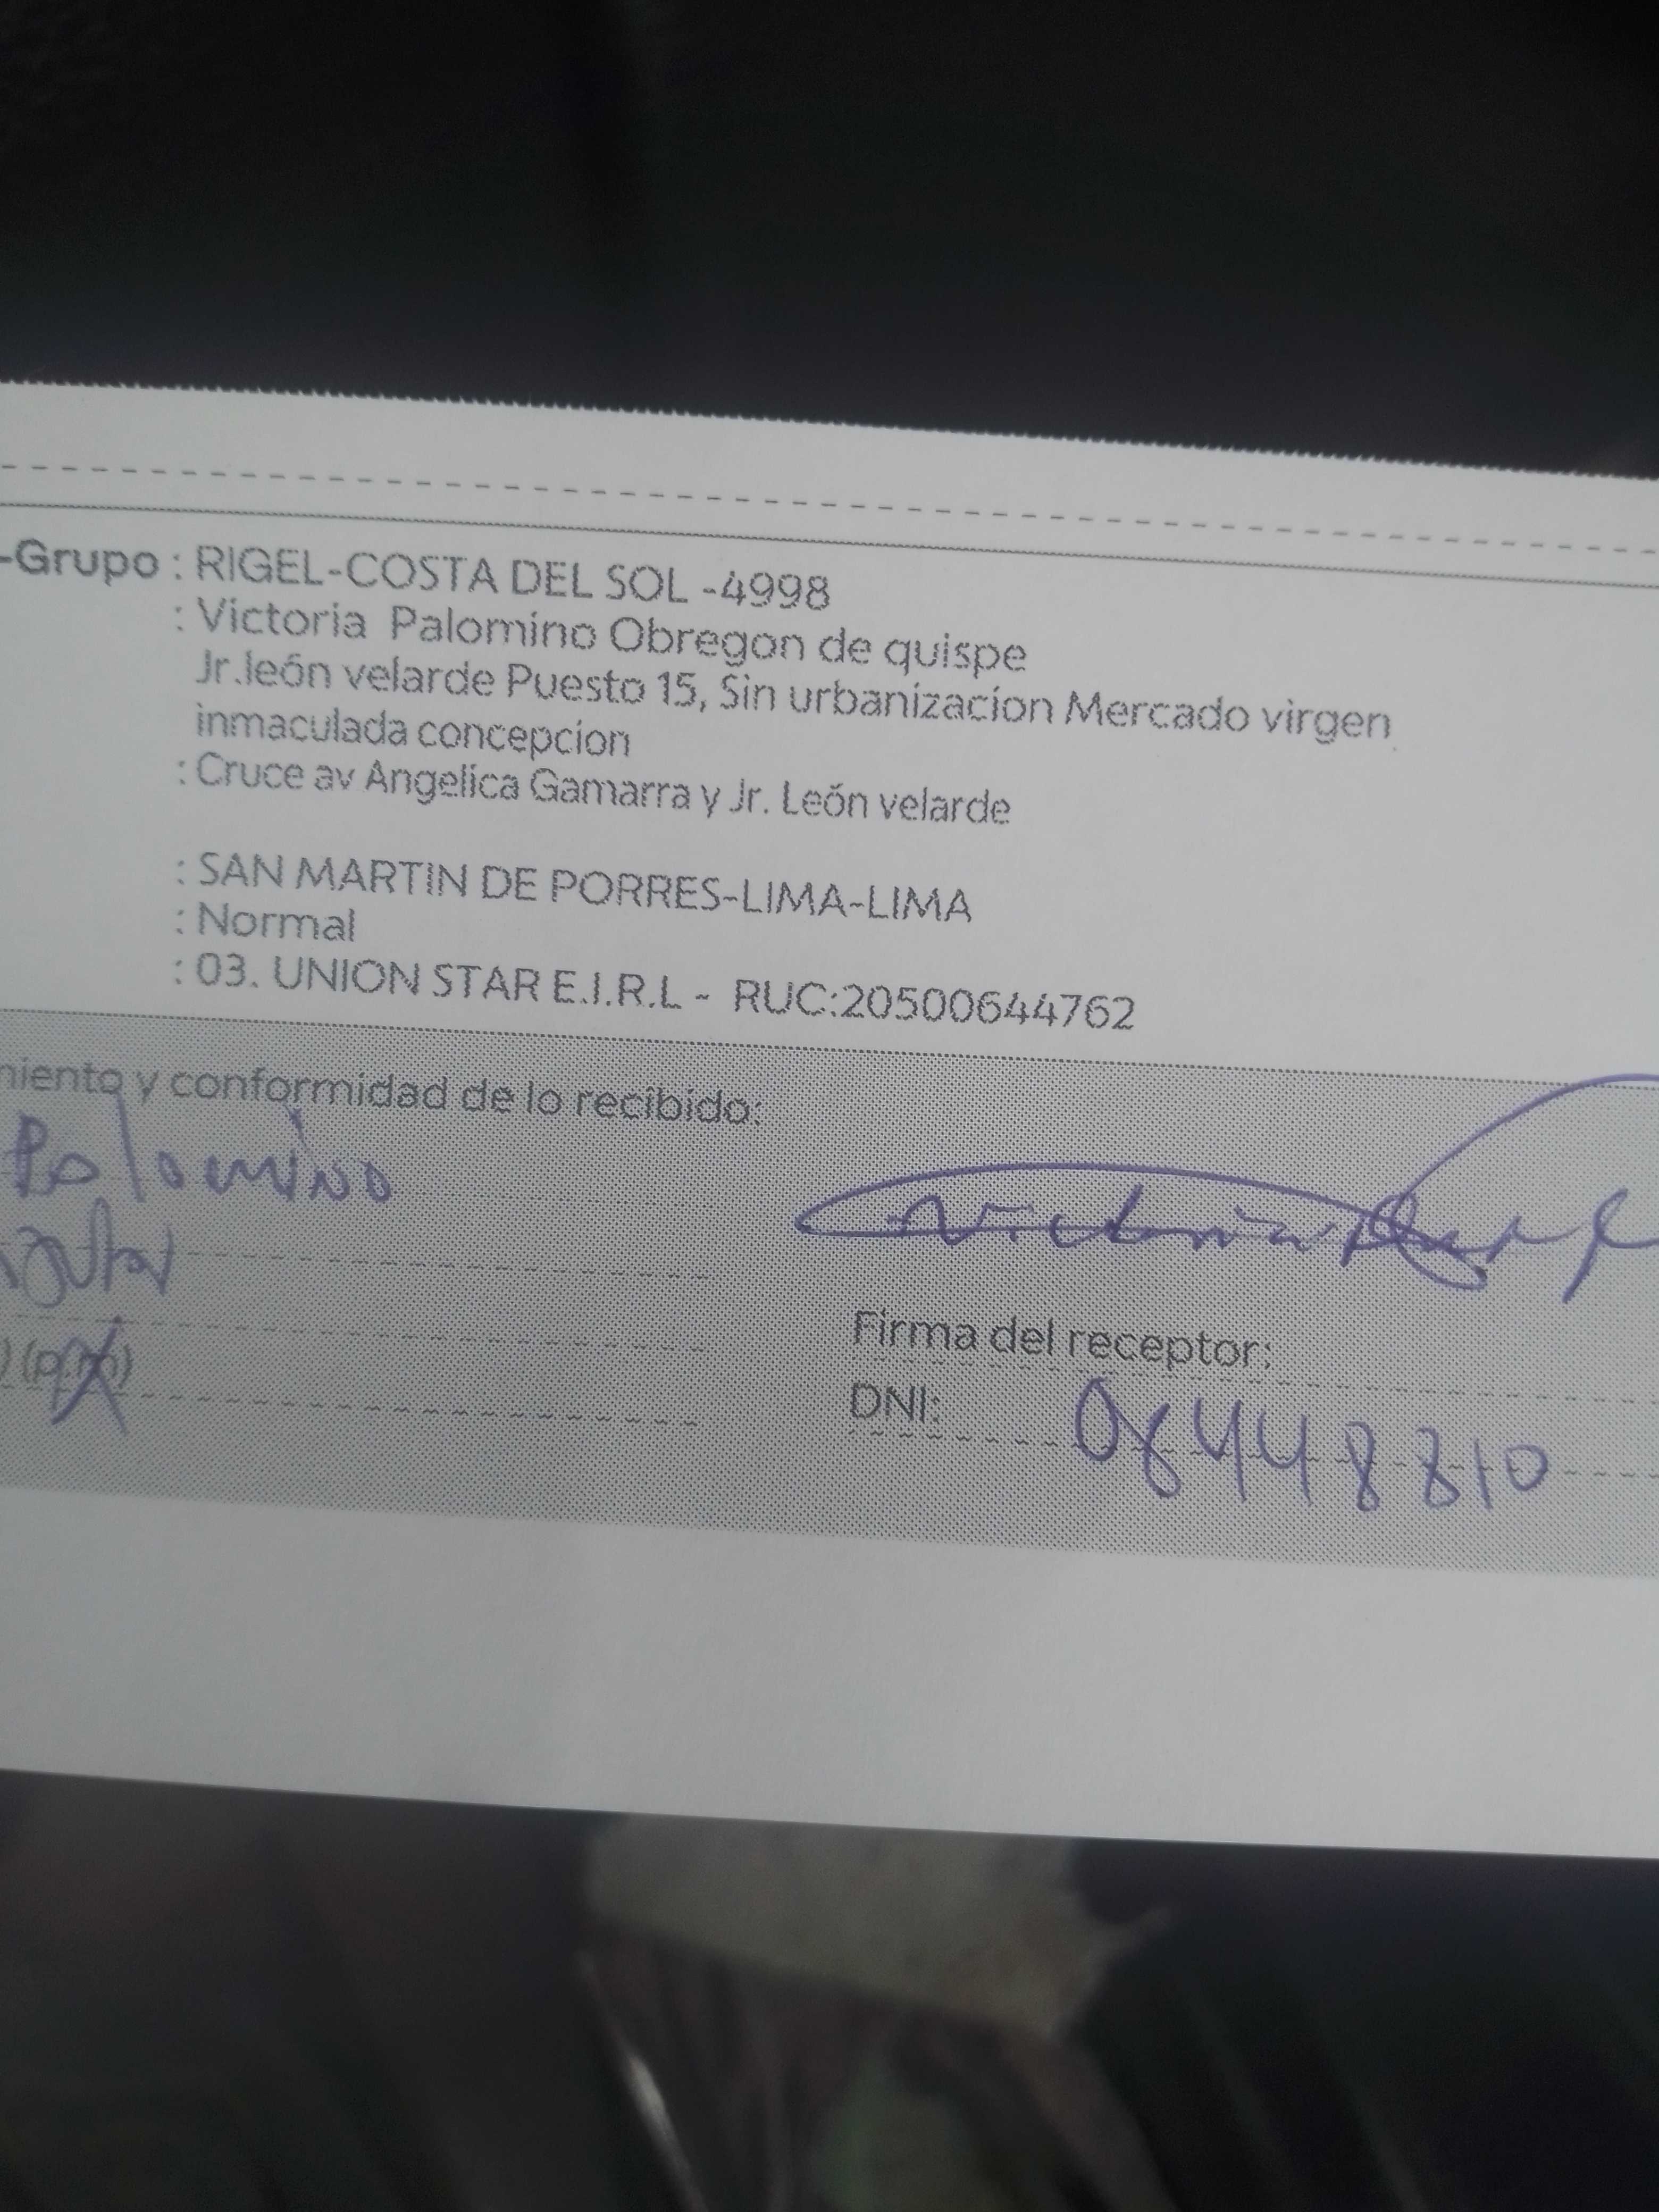 -Grupo : RIGEL-COSTA DEL SOL -4998
: Victoria Palomino Obregon de quispe
Jr.león velarde Puesto 15, Sin urbanizacion Mercado virgen
inmaculada concepcion
: Cruce av Angelica Gamarra y Jr. León velarde
: SAN MARTIN DE PORRES-LIMA-LIMA
: Normal
: 03. UNION STAR E.I.R.L - RUC:20500644762
miento y conformidad de lo recibido:
Palomino
Victoria
) (p.m)
Firma del receptor:
DNI: 08448810